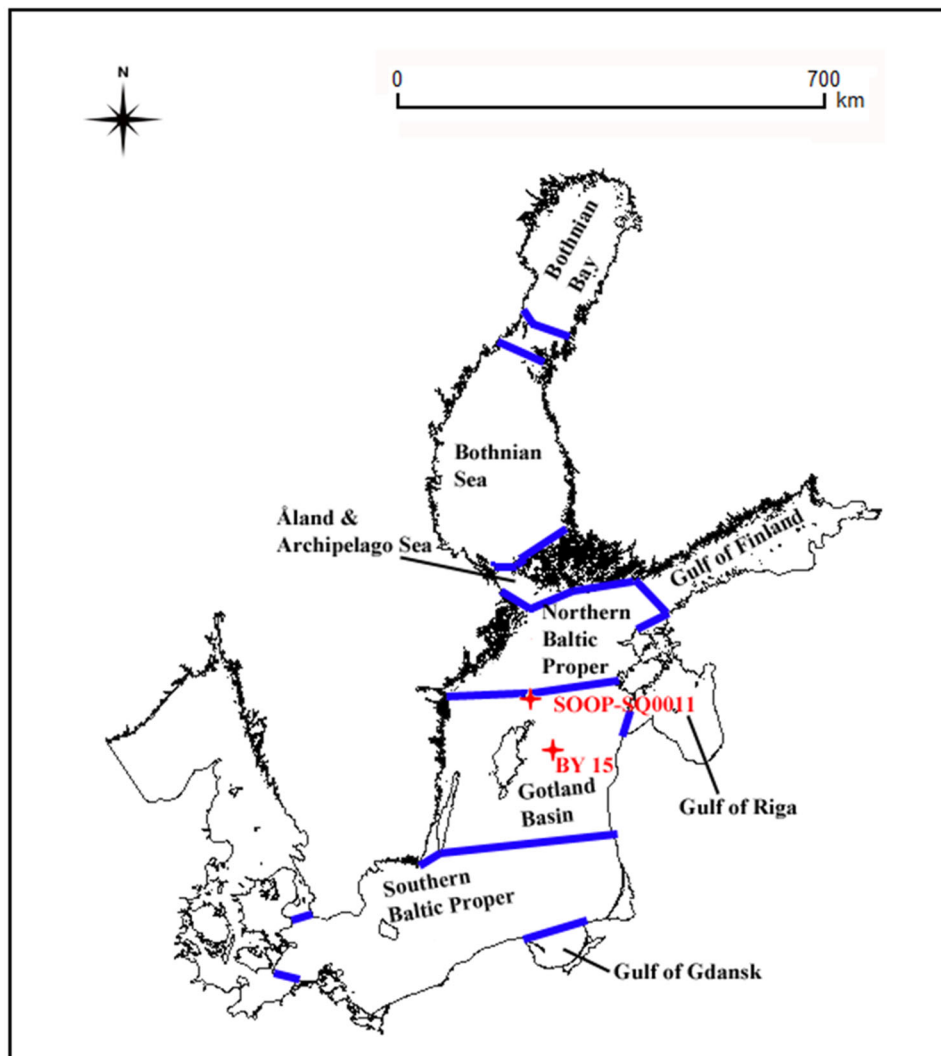 N
0 700
km
Bothnian
Bay
Bothnian
Sea
Åland &
Archipelago Sea
Gulf of Finland
Northern
Baltic
Proper
SOOP-SQ0011
BY 15
Gotland
Basin
Gulf of Riga
Southern
Baltic Proper
Gulf of Gdansk